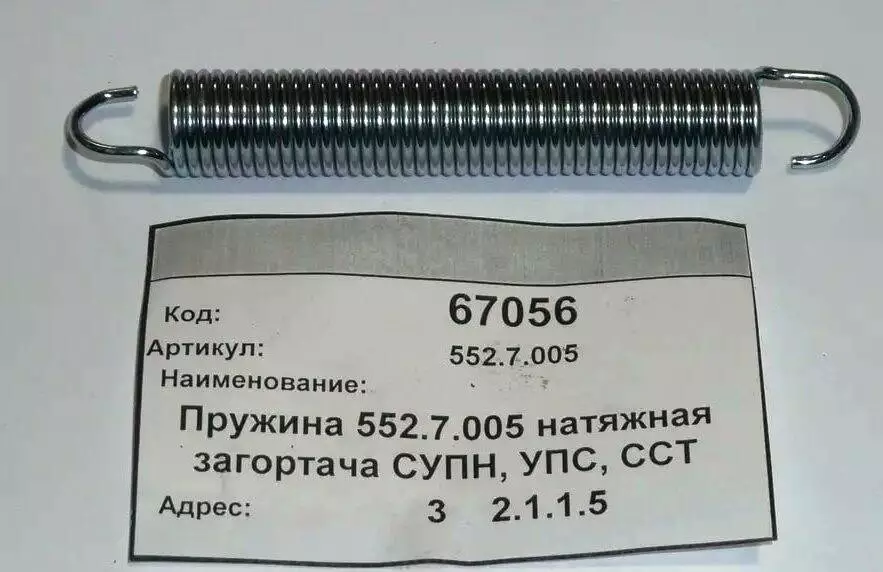 Код: 67056
Артикул: 552.7.005
Наименование:
Пружина 552.7.005 натяжная
загортача СУПН, УПС, ССТ
Адрес: 3 2.1.1.5